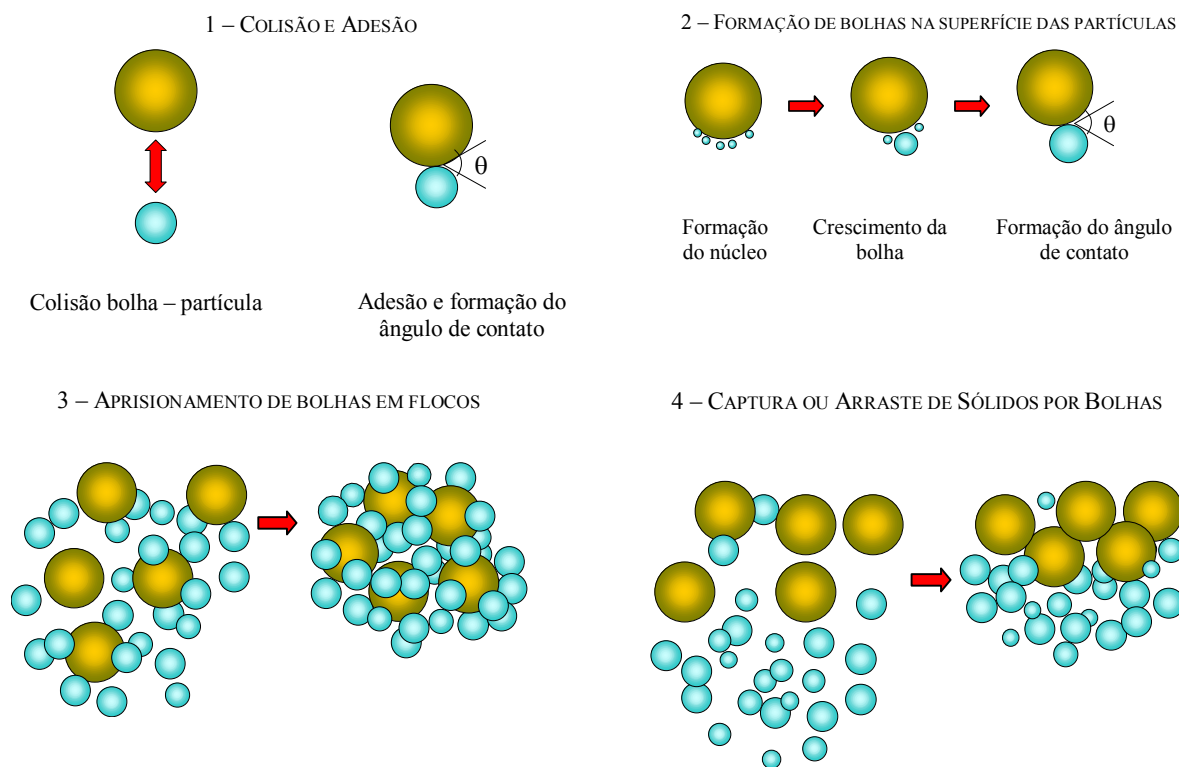 1 – COLISÃO E ADESÃO
θ
Colisão bolha – partícula
Adesão e formação do
ângulo de contato
2 – FORMAÇÃO DE BOLHAS NA SUPERFÍCIE DAS PARTÍCULAS
θ
Formação
do núcleo
Crescimento da
bolha
Formação do ângulo
de contato
3 – APRISIONAMENTO DE BOLHAS EM FLOCOS
4 – CAPTURA OU ARRASTE DE SÓLIDOS POR BOLHAS